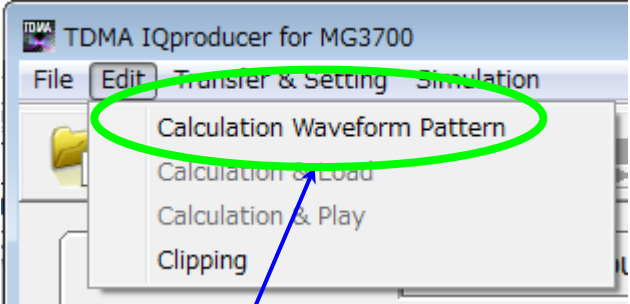 TDMA IQproducer for MG3700
File Edit Transfer & Setting Simulation
Calculation Waveform Pattern
Calculation & Load
Calculation & Play
Clipping